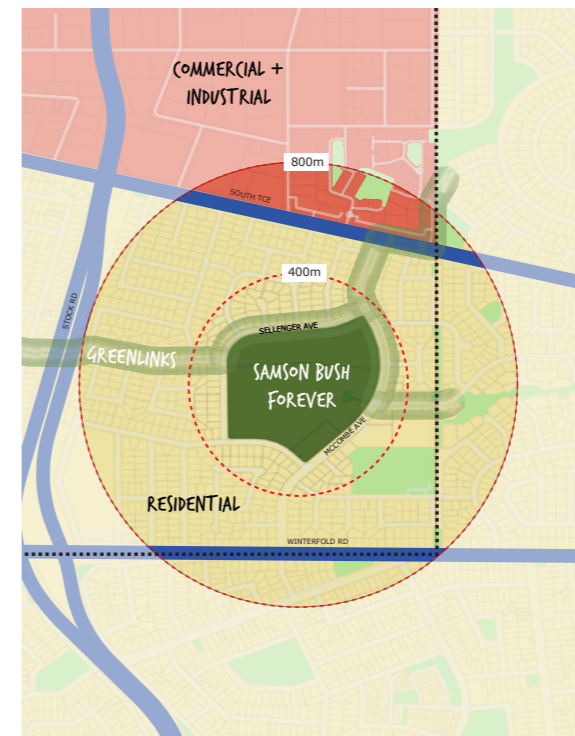 COMMERCIAL +
INDUSTRIAL
800m
SOUTH TCE
400m
STOCK RD
SELLENGER AVE
GREENLINKS
SAMSON BUSH
FOREVER
MCCOMBE AVE
RESIDENTIAL
WINTERFOLD RD